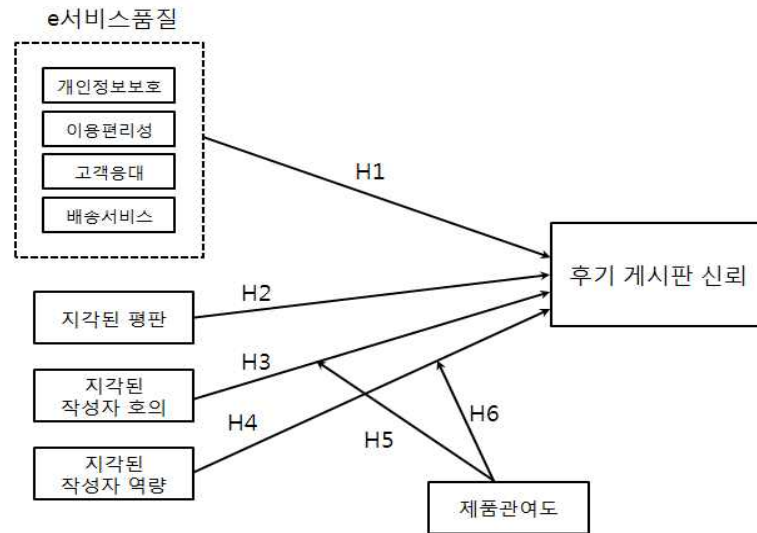 e서비스품질
개인정보보호
이용편리성
고객응대
배송서비스
H1
후기 게시판 신뢰
H2
지각된 평판
H3
지각된
작성자 호의
H4
H6
H5
지각된
작성자 역량
제품관여도